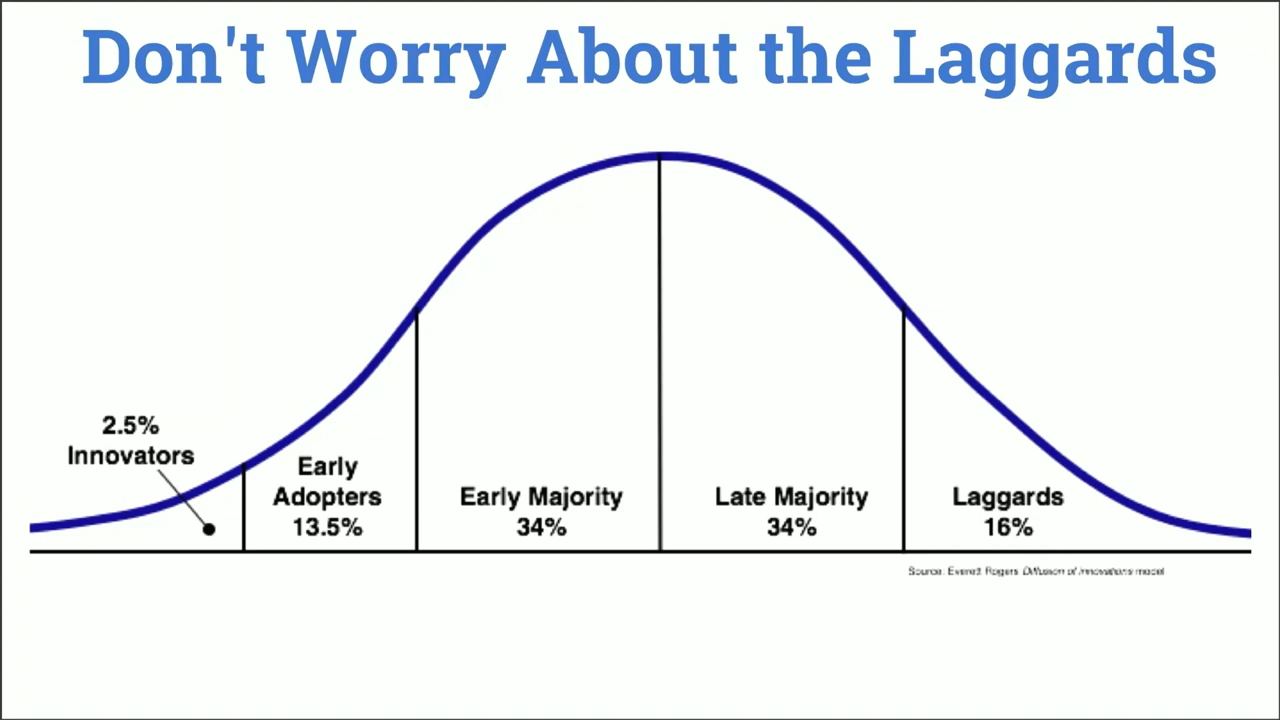 Don't Worry About the Laggards
2.5%
Innovators
Early
Adopters
13.5%
Early Majority
34%
Late Majority
34%
Laggards
16%
Source: Everett Rogers Diffusion of innovations model